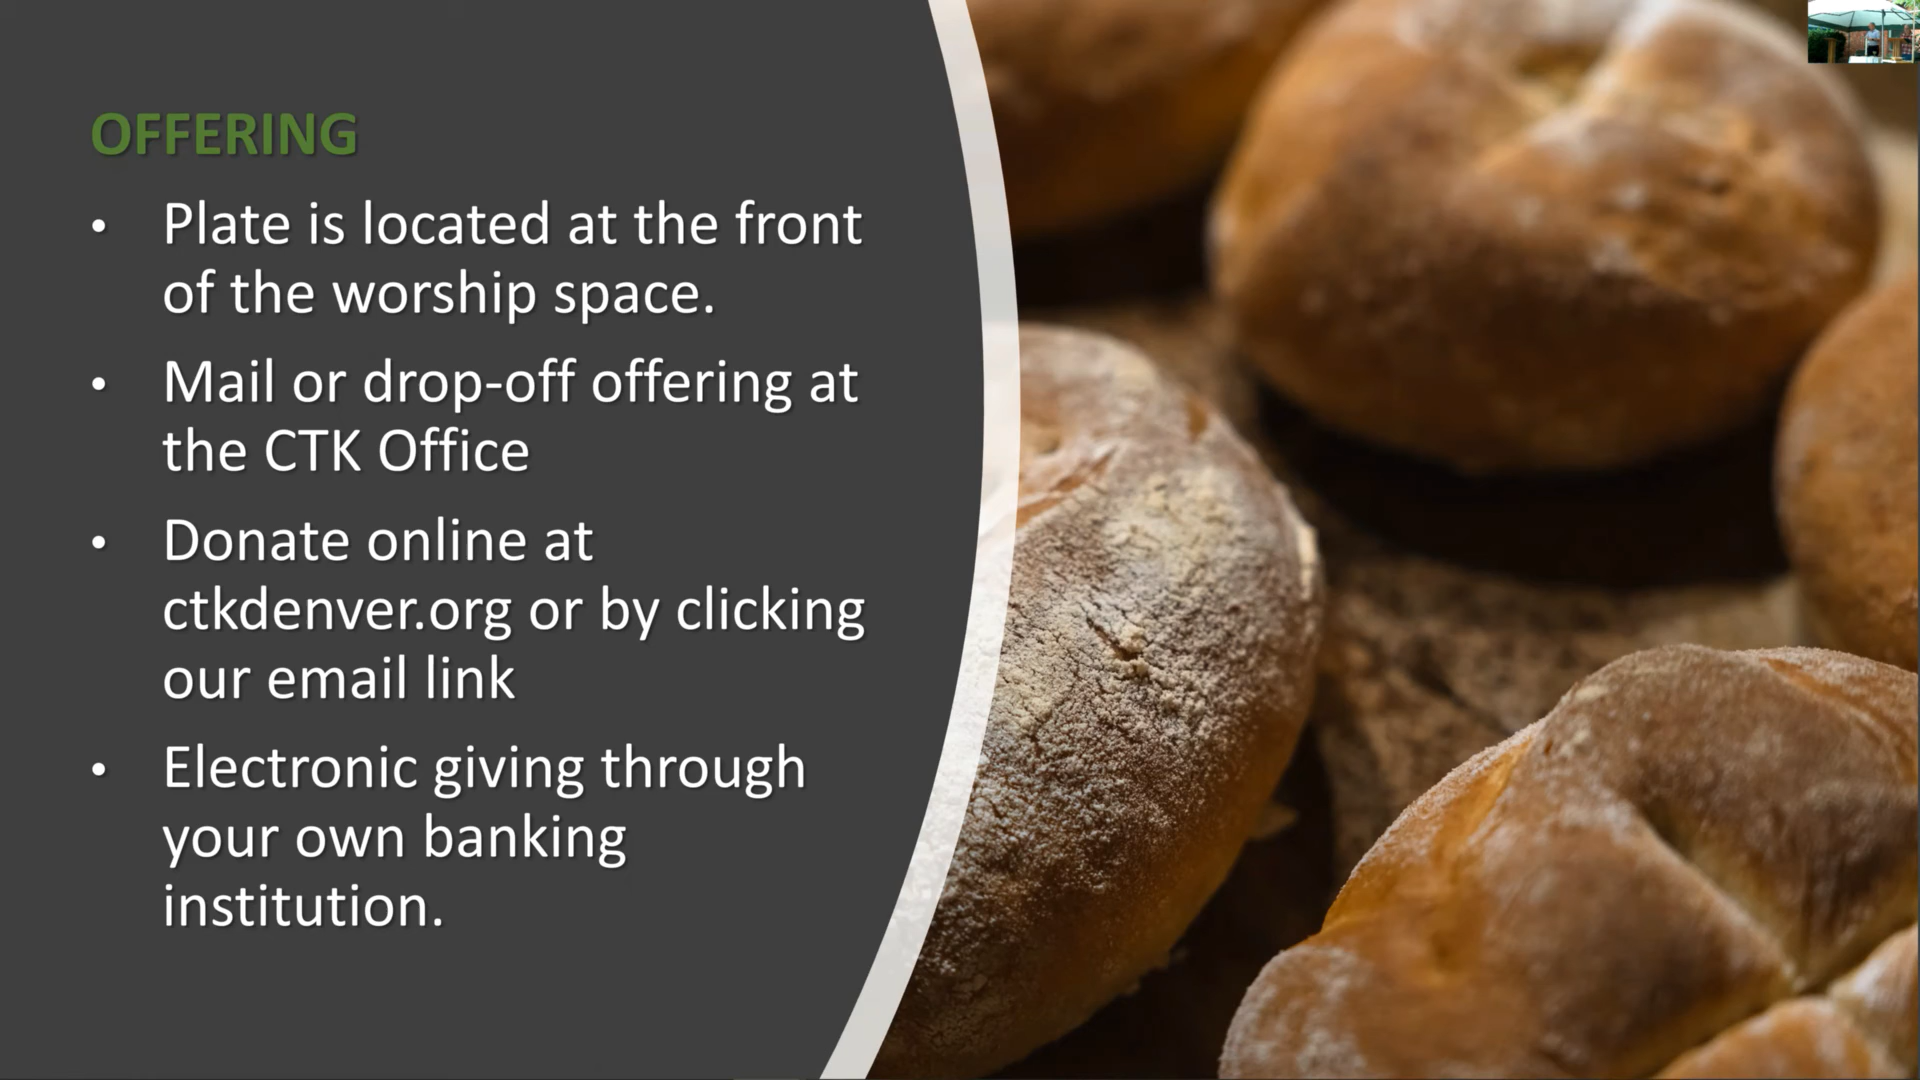 OFFERING
• Plate is located at the front
of the worship space.
• Mail or drop-off offering at
the CTK Office
• Donate online at
ctkdenver.org or by clicking
our email link
• Electronic giving through
your own banking
institution.